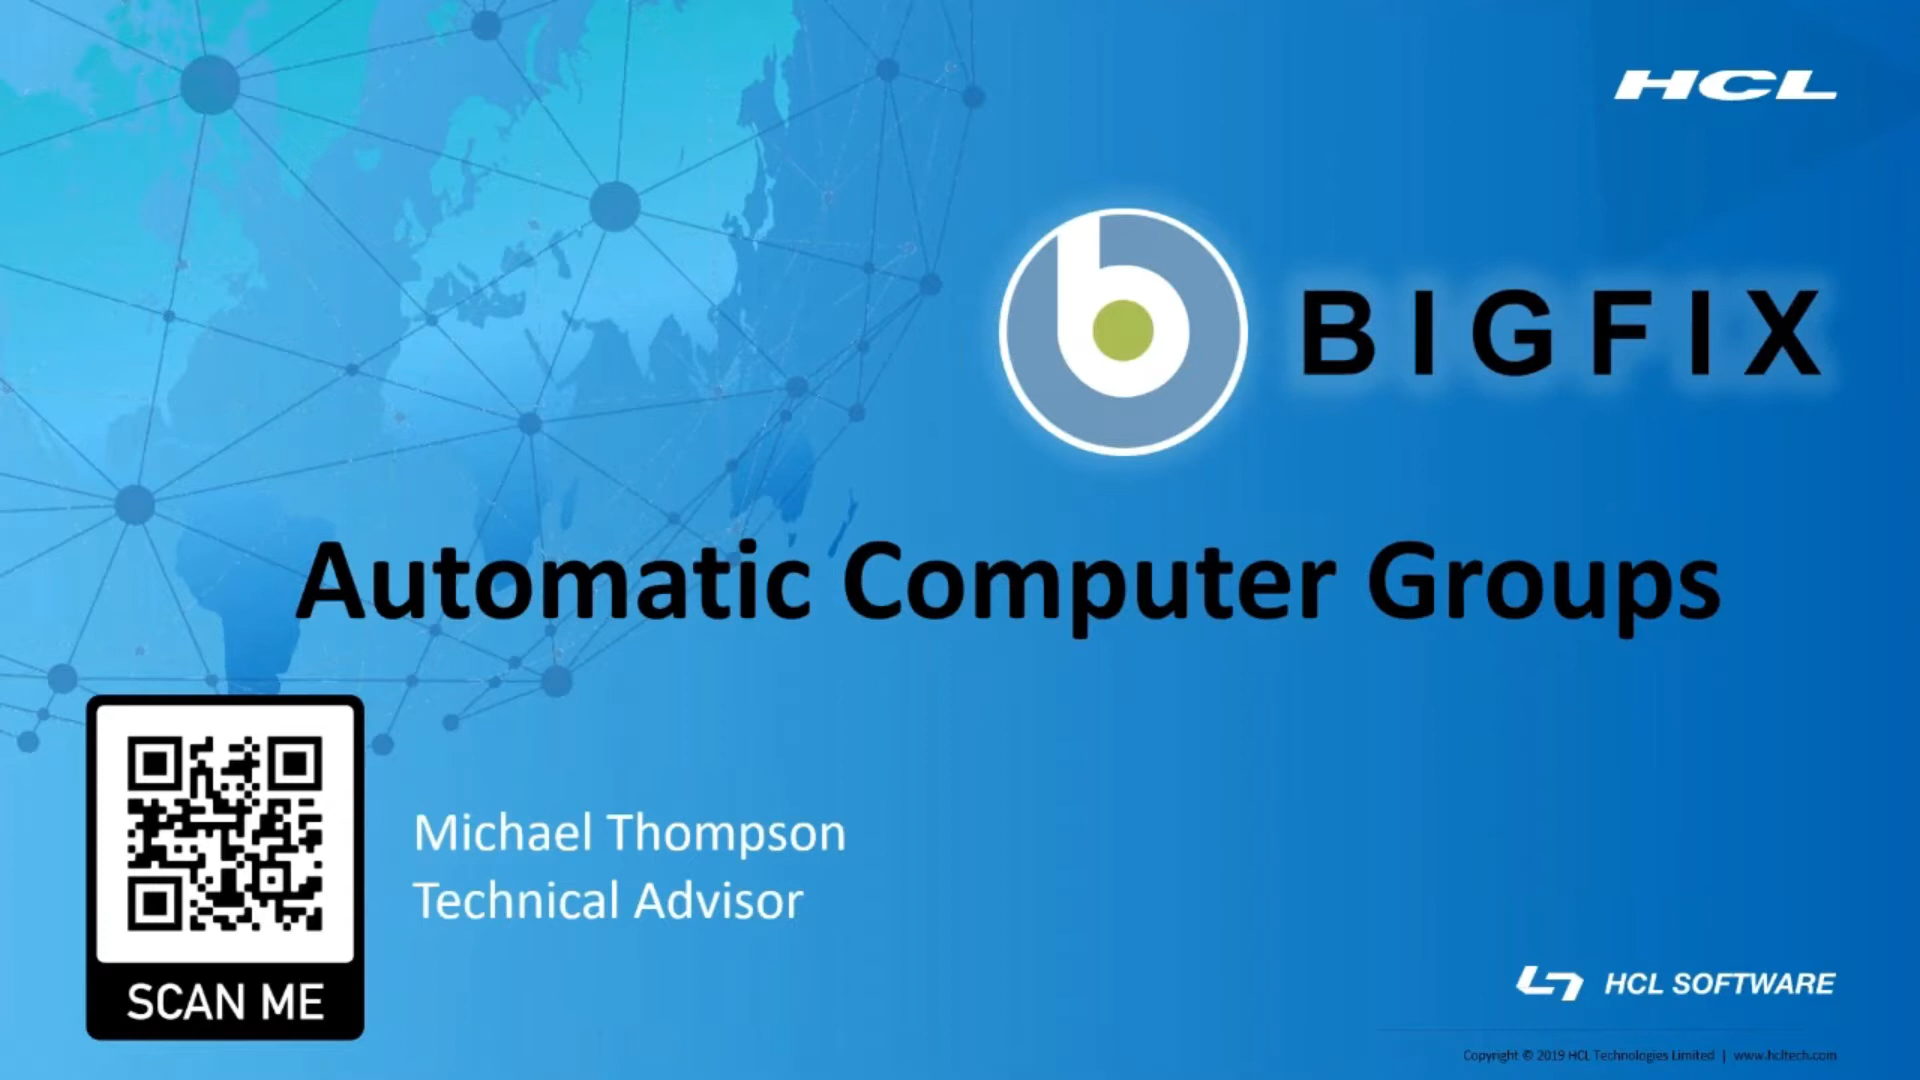 HCL
BIGFIX
Automatic Computer Groups
Michael Thompson
Technical Advisor
SCAN ME
HCL SOFTWARE
Copyright © 2019 HCL Technologies Limited | www.hcltech.com